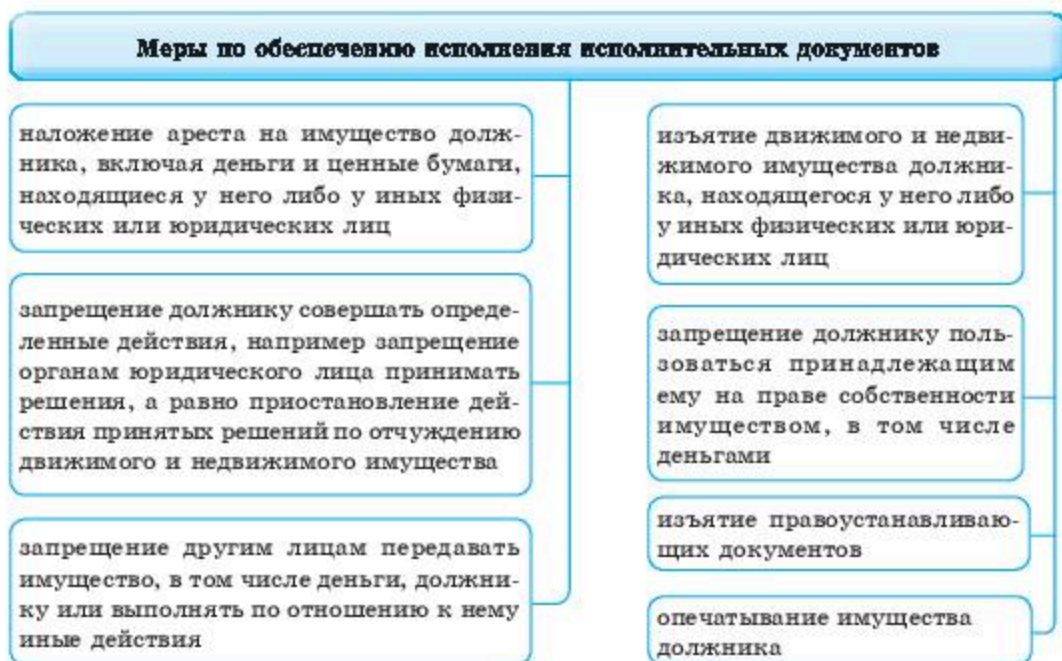 Меры по обеспечению исполнения исполнительных документов
наложение ареста на имущество долж-
ника, включая деньги и ценные бумаги,
находящиеся у него либо у иных физи-
ческих или юридических лиц
запрещение должнику совершать опреде-
ленные действия, например запрещение
органам юридического лица принимать
решения, а равно приостановление дей-
ствия принятых решений по отчуждению
движимого и недвижимого имущества
запрещение другим лицам передавать
имущество, в том числе деньги, должни-
ку или выполнять по отношению к нему
иные действия
изъятие движимого и недви-
жимого имущества должни-
ка, находящегося у него либо
у иных физических или юри-
дических лиц
запрещение должнику поль-
зоваться принадлежащим
ему на праве собственности
имуществом, в том числе
деньгами
изъятие правоустанавливаю-
щих документов
опечатывание имущества
должника